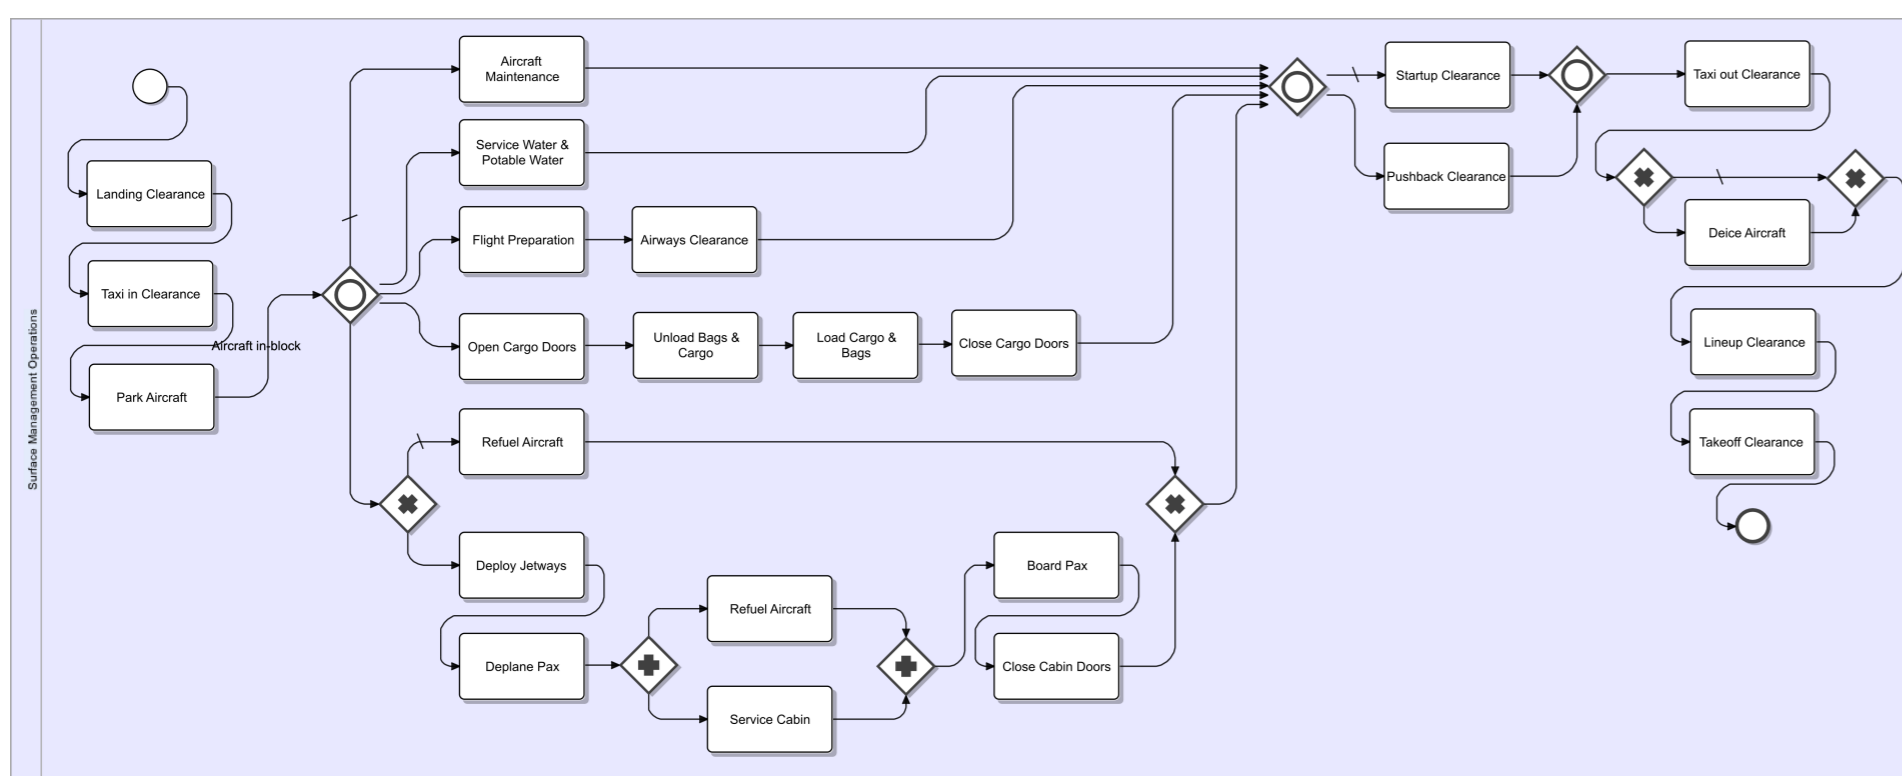 Surface Management Operations
Landing Clearance
Taxi in Clearance
Aircraft in-block
Park Aircraft
Aircraft
Maintenance
Service Water &
Potable Water
Flight Preparation
Airways Clearance
Open Cargo Doors
Unload Bags &
Cargo
Load Cargo &
Bags
Close Cargo Doors
Refuel Aircraft
Deploy Jetways
Deplane Pax
Refuel Aircraft
Service Cabin
Board Pax
Close Cabin Doors
Startup Clearance
Pushback Clearance
Taxi out Clearance
Deice Aircraft
Lineup Clearance
Takeoff Clearance